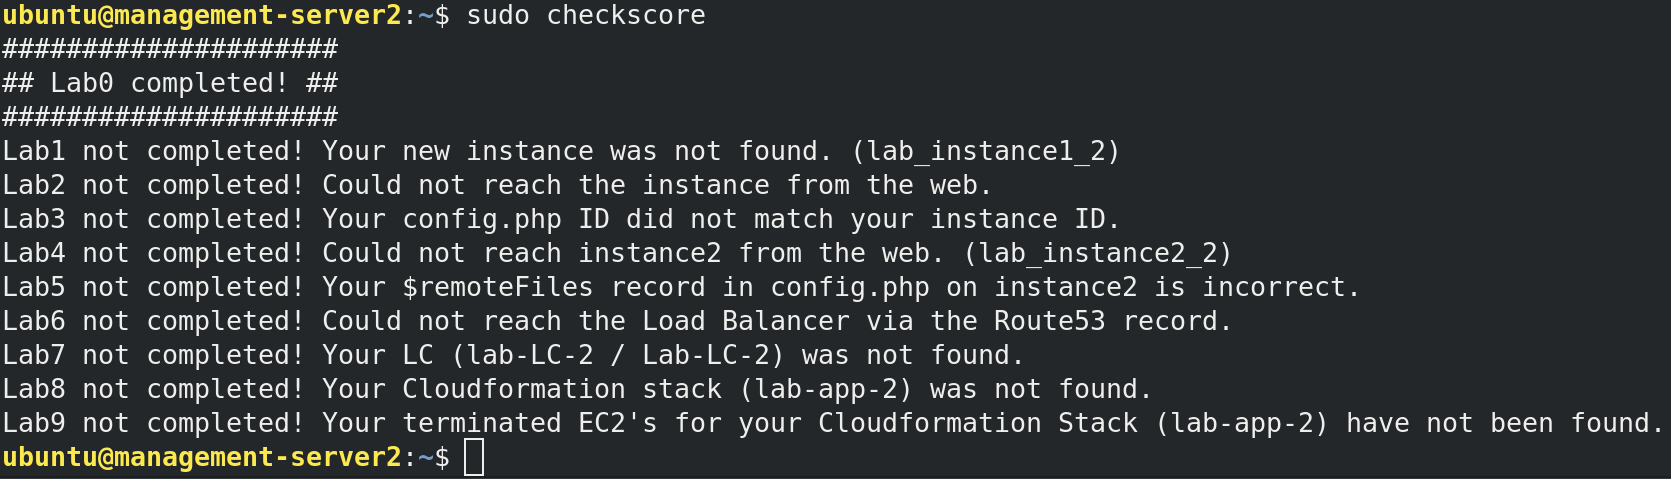 ubuntu@management-server2:~$ sudo checkscore
#####################
## Lab0 completed! ##
#####################
Lab1 not completed! Your new instance was not found. (lab_instance1_2)
Lab2 not completed! Could not reach the instance from the web.
Lab3 not completed! Your config.php ID did not match your instance ID.
Lab4 not completed! Could not reach instance2 from the web. (lab_instance2_2)
Lab5 not completed! Your $remoteFiles record in config.php on instance2 is incorrect.
Lab6 not completed! Could not reach the Load Balancer via the Route53 record.
Lab7 not completed! Your LC (lab-LC-2 / Lab-LC-2) was not found.
Lab8 not completed! Your Cloudformation stack (lab-app-2) was not found.
Lab9 not completed! Your terminated EC2's for your Cloudformation Stack (lab-app-2) have not been found.
ubuntu@management-server2:~$